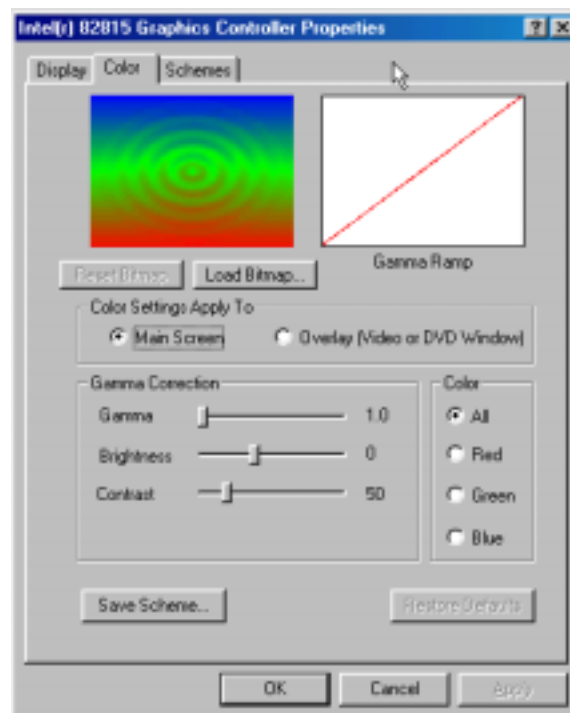 Intel(r) 82815 Graphics Controller Properties
Display Color Schemes
Gamma Ramp
Reset Bitmap Load Bitmap...
Color Settings Apply To
Main Screen Overlay (Video or DVD Window)
Gamma Correction Color
Gamma 1.0 All
Brightness 0 Red
Contrast 50 Green
Blue
Save Scheme... Restore Defaults
OK Cancel Apply